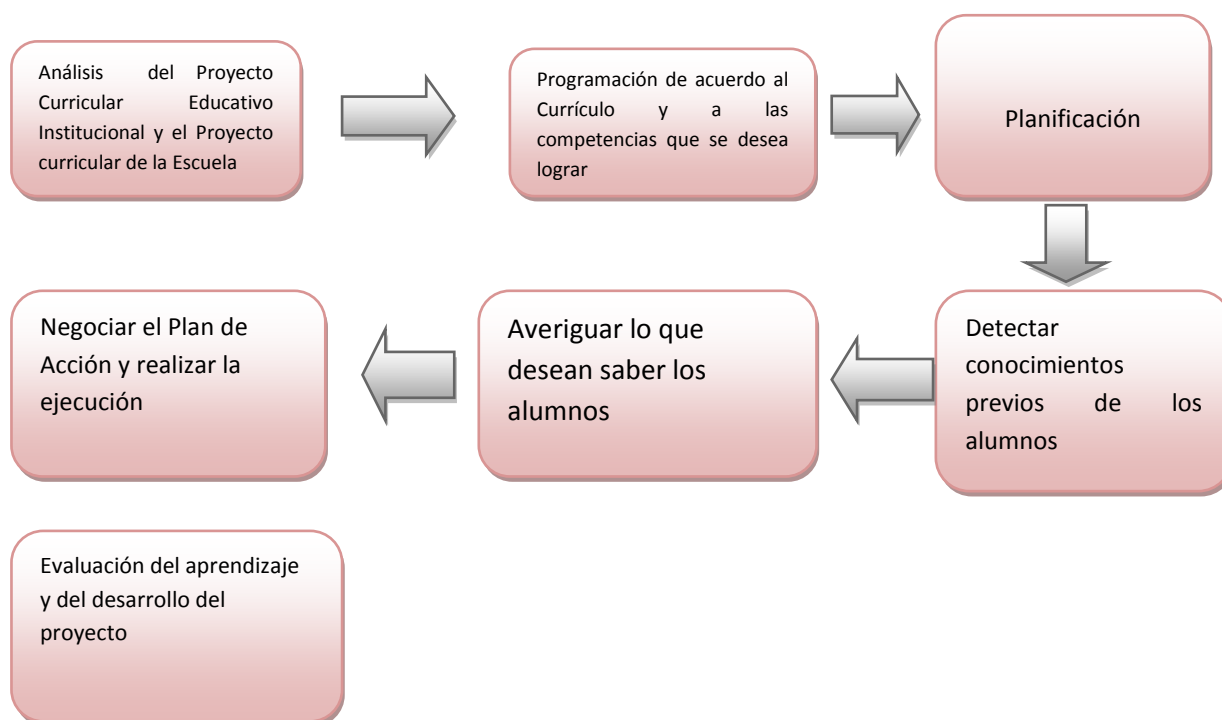 Análisis del Proyecto
Curricular Educativo
Institucional y el Proyecto
curricular de la Escuela
Programación de acuerdo al
Currículo y a las
competencias que se desea
lograr
Planificación
Detectar
conocimientos
previos de los
alumnos
Averiguar lo que
desean saber los
alumnos
Negociar el Plan de
Acción y realizar la
ejecución
Evaluación del aprendizaje
y del desarrollo del
proyecto